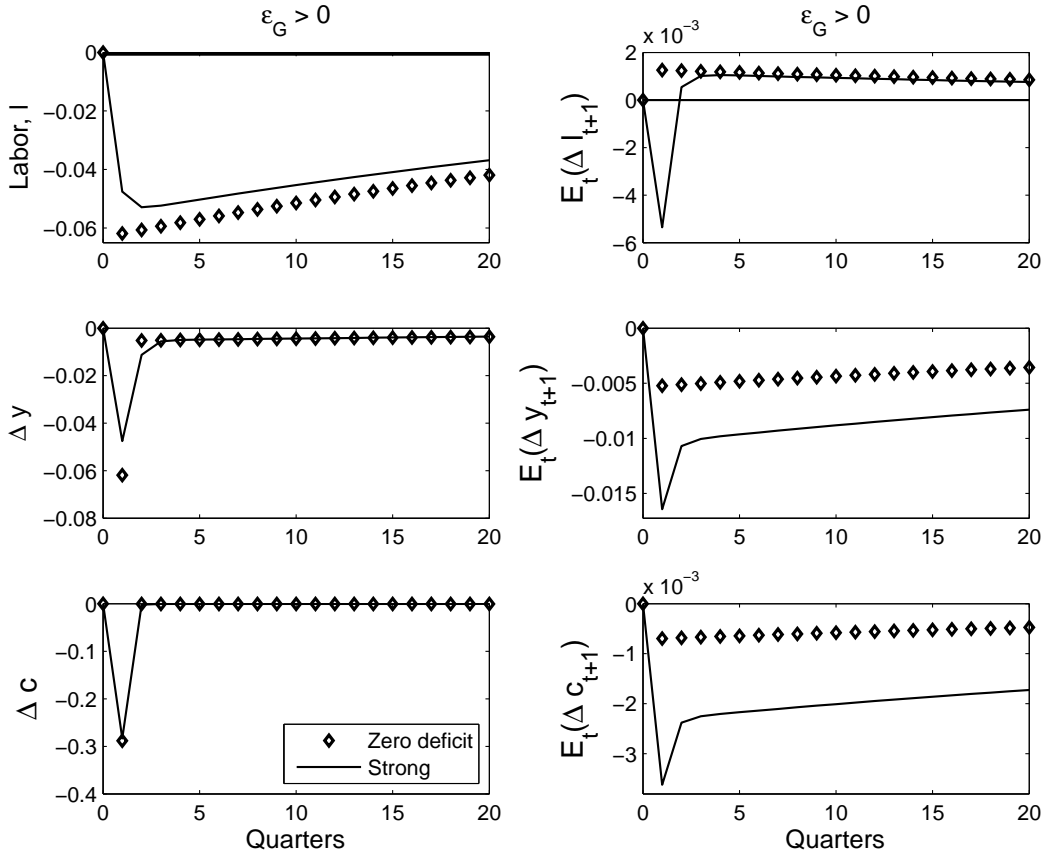 ε_G > 0
0
−0.02
−0.04
−0.06
Labor, l
0 5 10 15 20
ε_G > 0
x 10^−3
2
0
−2
−4
−6
E_t(Δ l_{t+1})
0 5 10 15 20
0
−0.02
−0.04
−0.06
−0.08
Δ y
0 5 10 15 20
0
−0.005
−0.01
−0.015
E_t(Δ y_{t+1})
0 5 10 15 20
0
−0.1
−0.2
−0.3
−0.4
Δ c
Zero deficit
Strong
0 5 10 15 20
Quarters
x 10^−3
0
−1
−2
−3
E_t(Δ c_{t+1})
0 5 10 15 20
Quarters